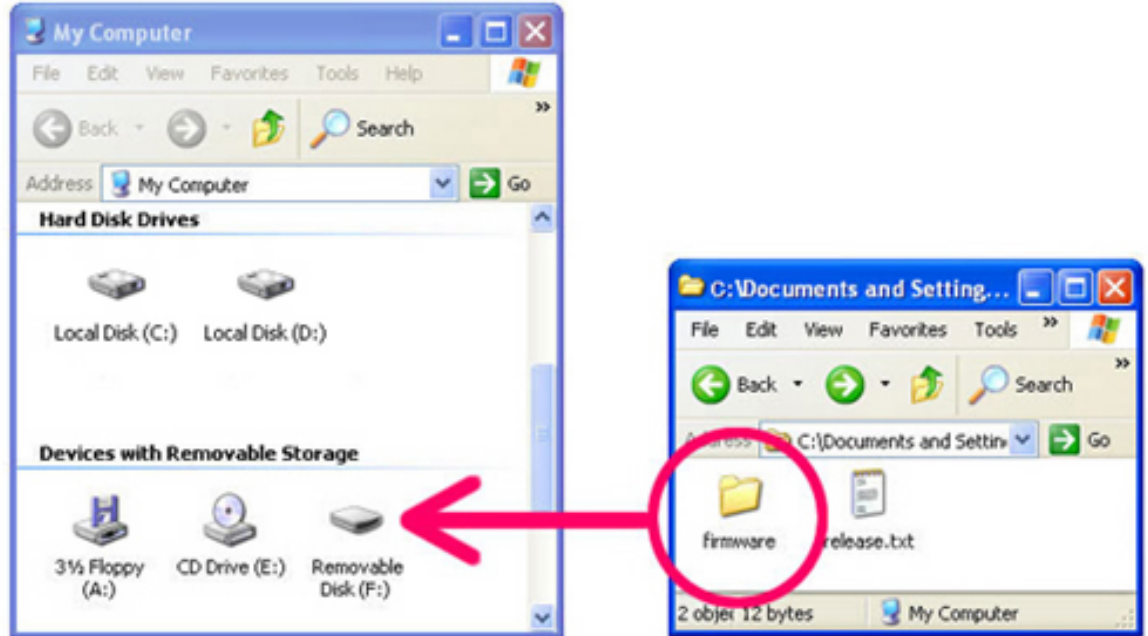 My Computer
File Edit View Favorites Tools Help
Back Search
Address My Computer Go
Hard Disk Drives
Local Disk (C:) Local Disk (D:)
Devices with Removable Storage
3½ Floppy (A:)
CD Drive (E:)
Removable Disk (F:)
C:\Documents and Setting...
File Edit View Favorites Tools
Back Search
Address C:\Documents and Settin Go
firmware release.txt
2 objec 12 bytes My Computer